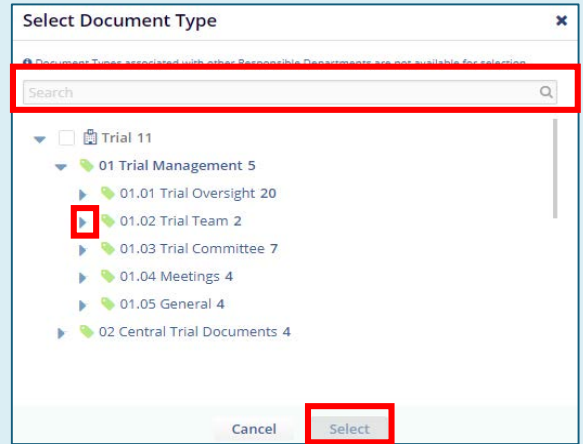 Select Document Type
Document Types associated with other Responsible Departments are not available for selection
Search
Trial 11
01 Trial Management 5
01.01 Trial Oversight 20
01.02 Trial Team 2
01.03 Trial Committee 7
01.04 Meetings 4
01.05 General 4
02 Central Trial Documents 4
Cancel Select